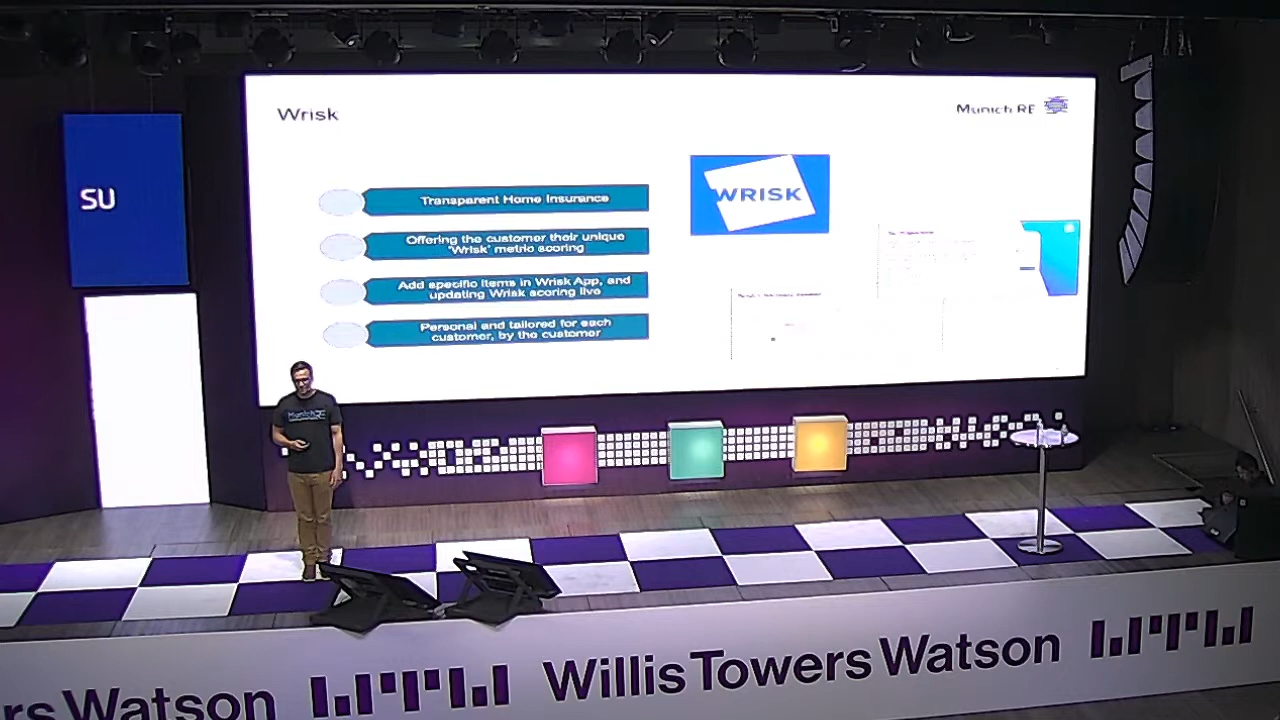 Wrisk
Munich RE
SU
WRISK
Transparent Home Insurance
Offering the customer their unique
'Wrisk' metric scoring
Add specific items in Wrisk App, and
updating Wrisk scoring live
Personal and tailored for each
customer, by the customer
Munich RE
rs Watson
Willis Towers Watson